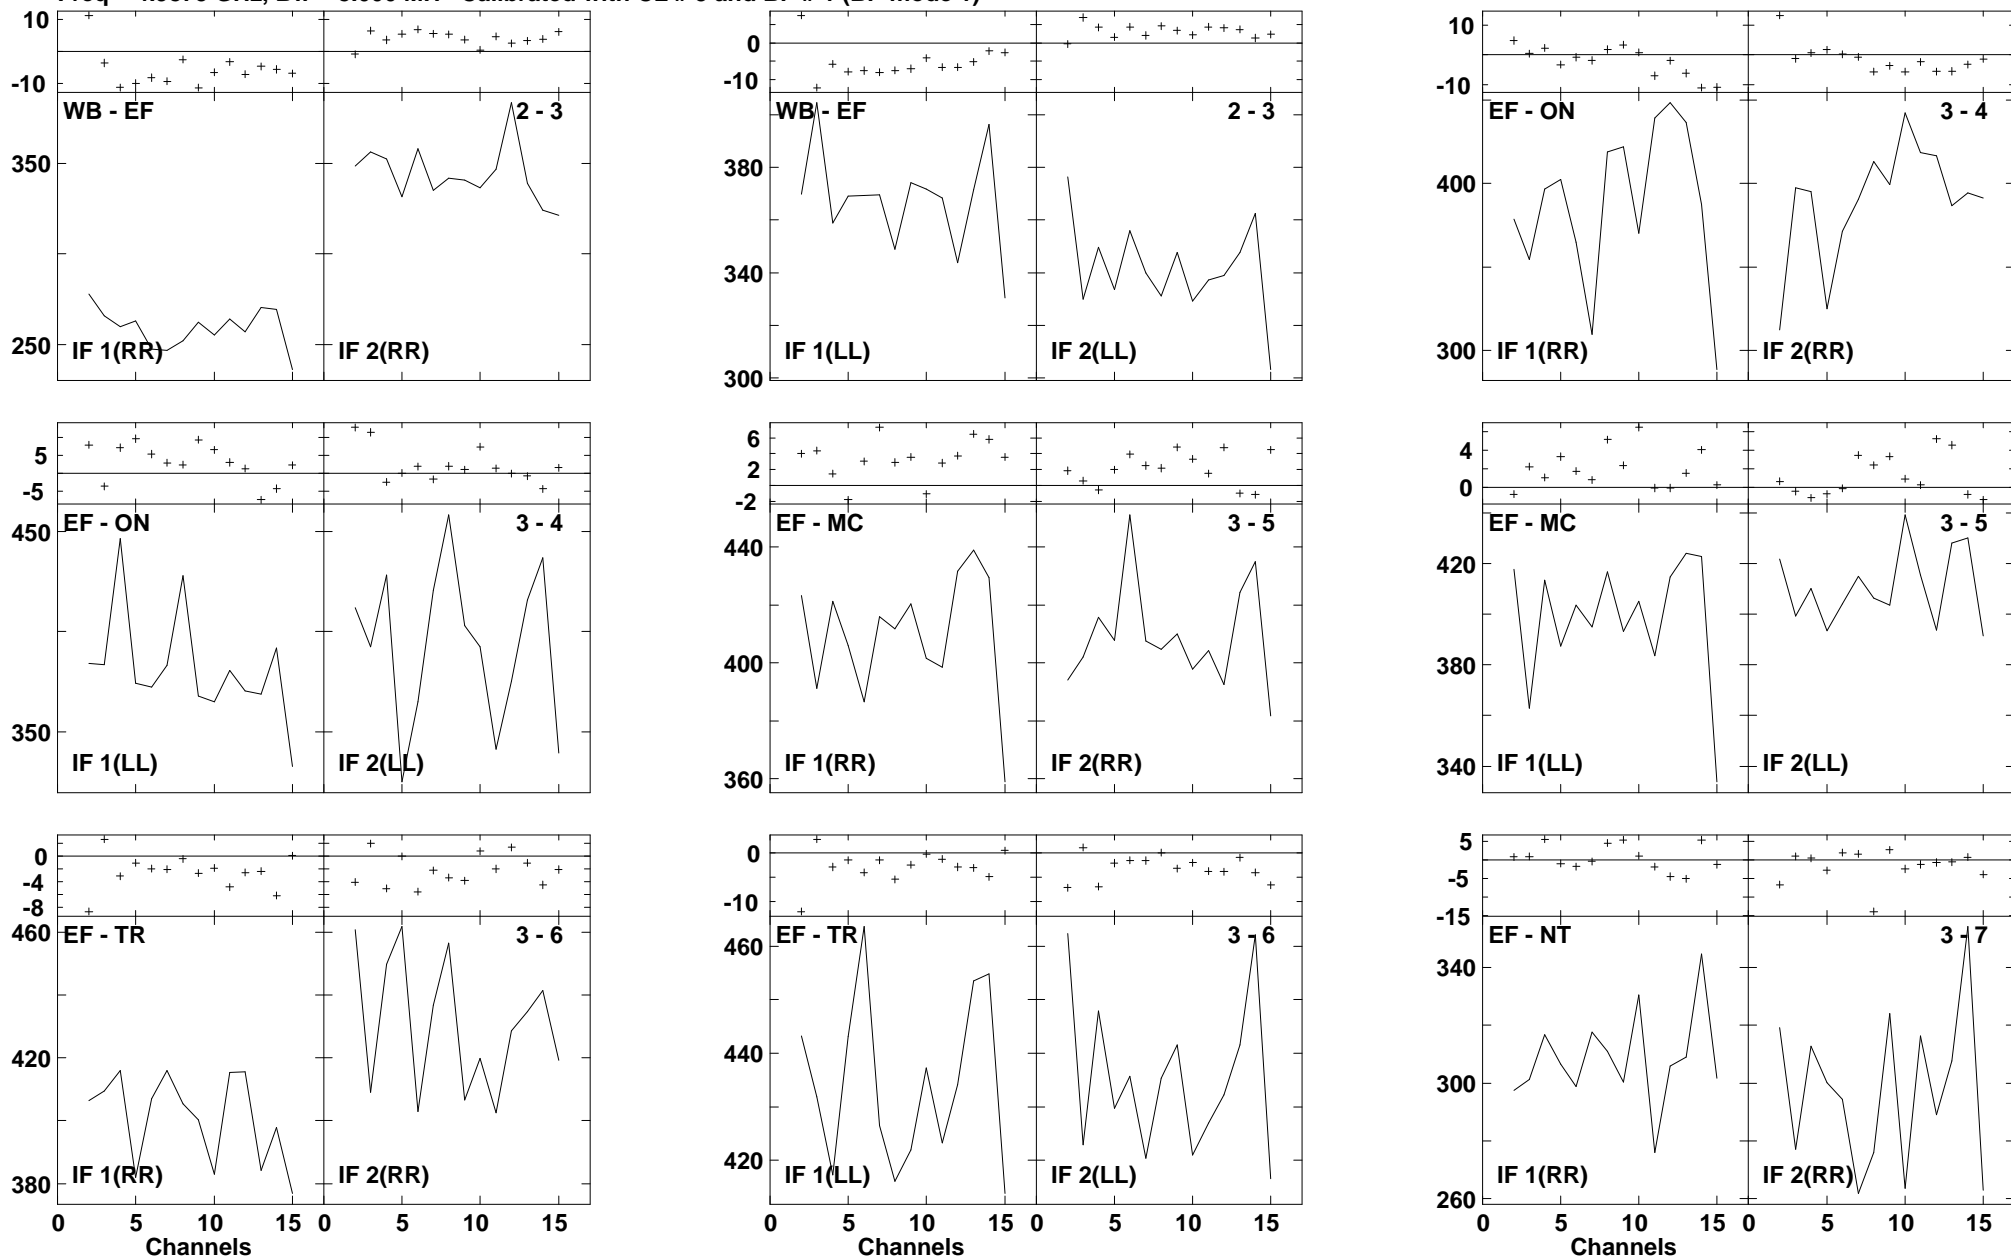 10
-10
WB - EF
2 - 3
350
250
IF 1(RR)
IF 2(RR)
0
-10
WB - EF
2 - 3
380
340
300
IF 1(LL)
IF 2(LL)
10
-10
EF - ON
3 - 4
400
300
IF 1(RR)
IF 2(RR)
5
-5
EF - ON
3 - 4
450
350
IF 1(LL)
IF 2(LL)
6
4
2
-2
EF - MC
3 - 5
440
400
360
IF 1(RR)
IF 2(RR)
4
0
EF - MC
3 - 5
420
380
340
IF 1(LL)
IF 2(LL)
0
-4
-8
EF - TR
3 - 6
460
420
380
IF 1(RR)
IF 2(RR)
0 5 10 15 0 5 10 15
Channels
0
-10
EF - TR
3 - 6
460
440
420
IF 1(LL)
IF 2(LL)
0 5 10 15 0 5 10 15
Channels
5
-5
-15
EF - NT
3 - 7
340
300
260
IF 1(RR)
IF 2(RR)
0 5 10 15 0 5 10 15
Channels